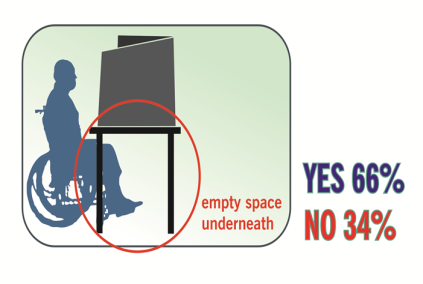 empty space
underneath
YES 66%
NO 34%